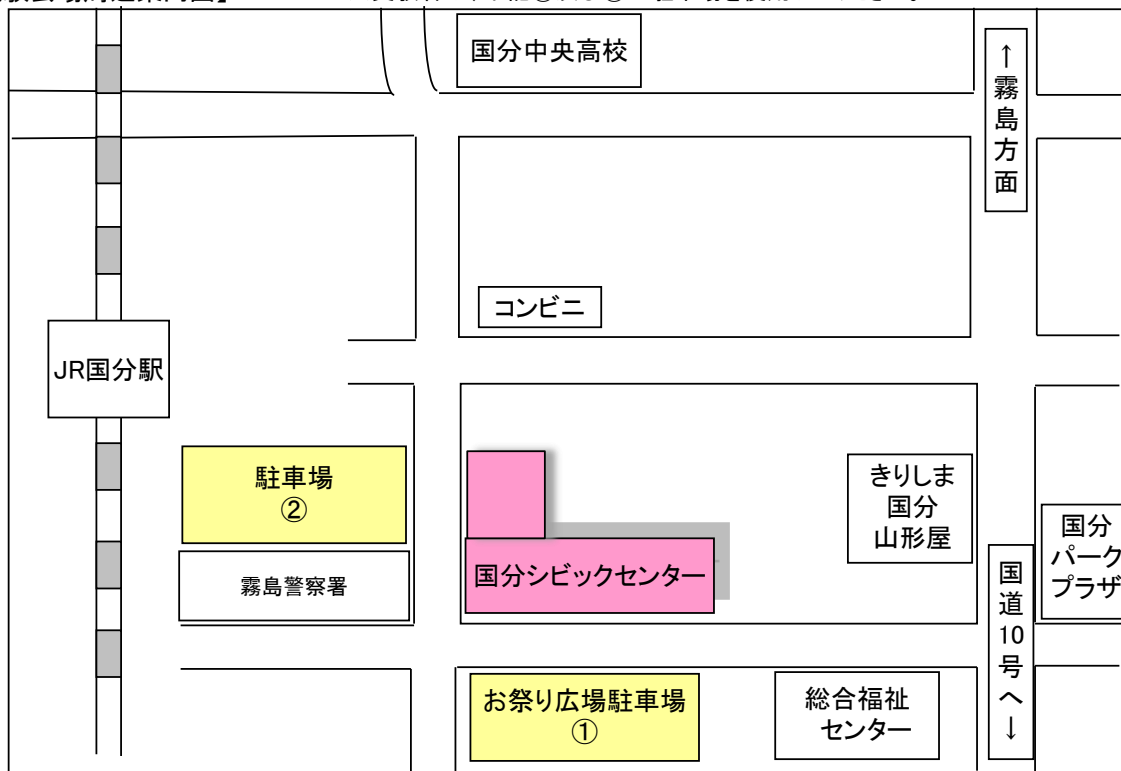 国分中央高校
↑霧島方面
コンビニ
JR国分駅
駐車場
②
きりしま
国分
山形屋
国分
パーク
プラザ
霧島警察署
国分シビックセンター
国道10号へ↓
お祭り広場駐車場
①
総合福祉
センター